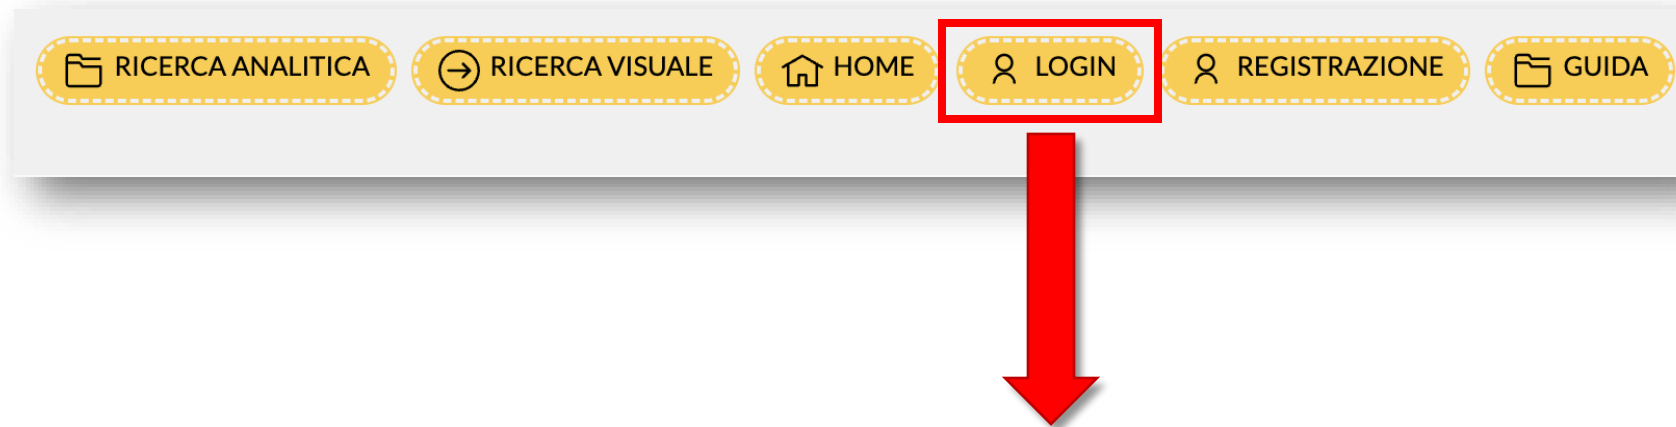 RICERCA ANALITICA RICERCA VISUALE HOME LOGIN REGISTRAZIONE GUIDA